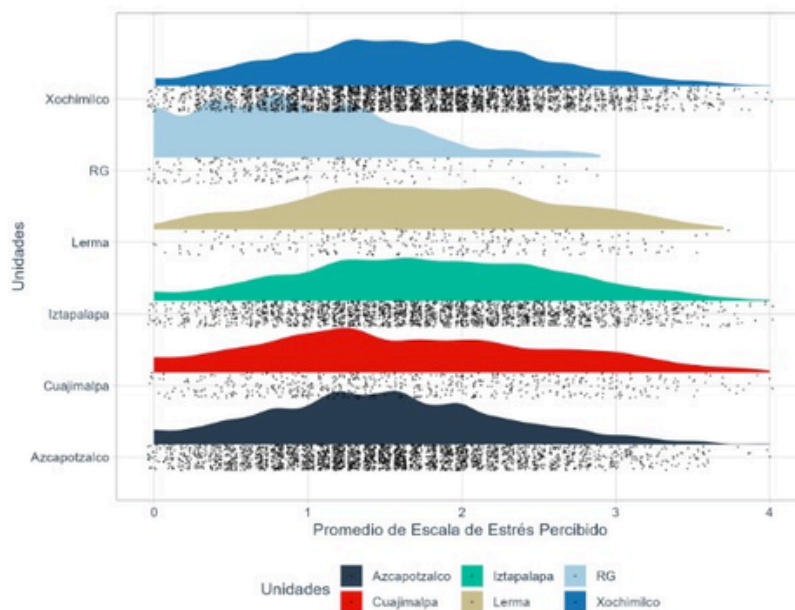 Unidades
Xochimilco
RG
Lerma
Iztapalapa
Cuajimalpa
Azcapotzalco
0 1 2 3 4
Promedio de Escala de Estrés Percibido
Unidades
Azcapotzalco Iztapalapa RG
Cuajimalpa Lerma Xochimilco